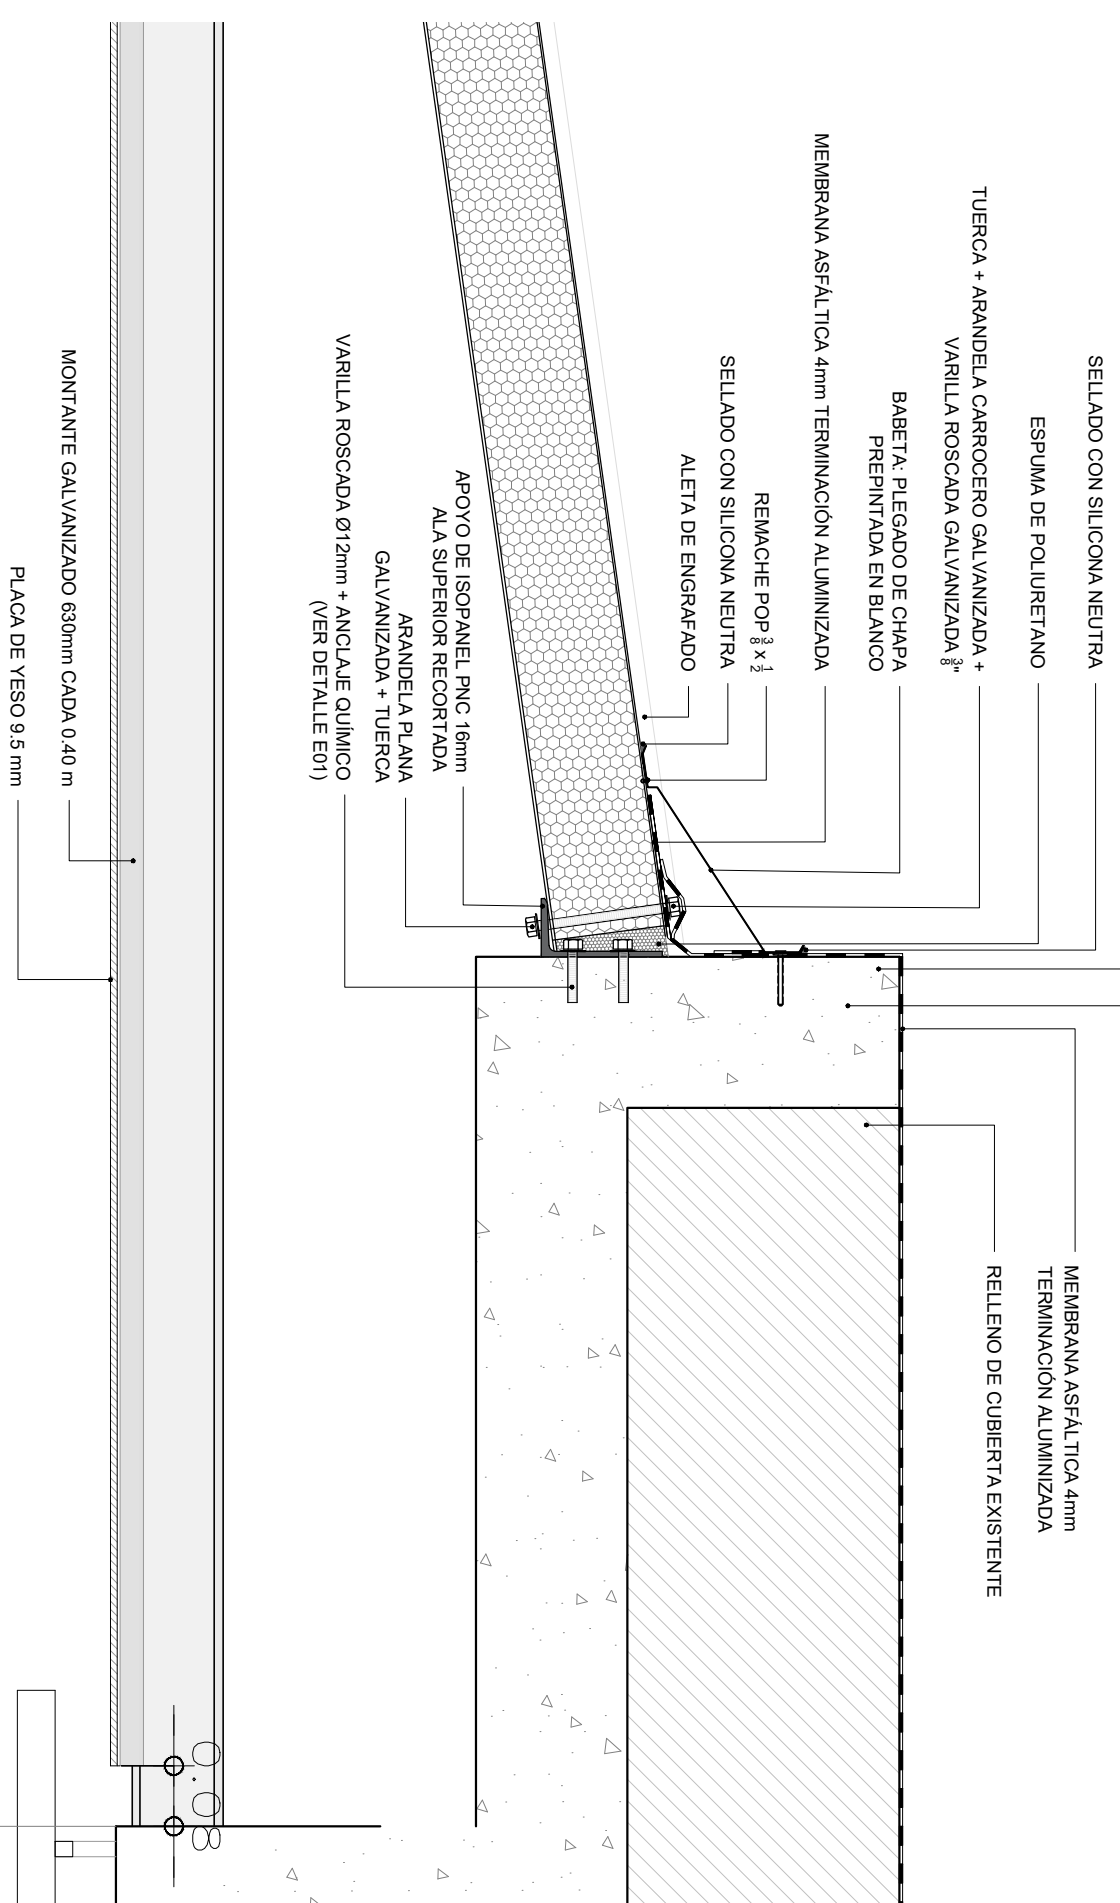 SELLADO CON SILICONA NEUTRA
ESPUMA DE POLIURETANO
TUERCA + ARANDELA CARROCERO GALVANIZADA +
VARILLA ROSCADA GALVANIZADA 3/8"
BABETA: PLEGADO DE CHAPA
PREPINTADA EN BLANCO
MEMBRANA ASFÁLTICA 4mm TERMINACIÓN ALUMINIZADA
REMACHE POP 3/8 x 1/2
SELLADO CON SILICONA NEUTRA
ALETA DE ENGRAFADO
MEMBRANA ASFÁLTICA 4mm
TERMINACIÓN ALUMINIZADA
RELLENO DE CUBIERTA EXISTENTE
APOYO DE ISOPANEL PNC 16mm
ALA SUPERIOR RECORTADA
ARANDELA PLANA
GALVANIZADA + TUERCA
VARILLA ROSCADA Ø12mm + ANCLAJE QUÍMICO
(VER DETALLE E01)
MONTANTE GALVANIZADO 630mm CADA 0.40 m
PLACA DE YESO 9.5 mm
0.08